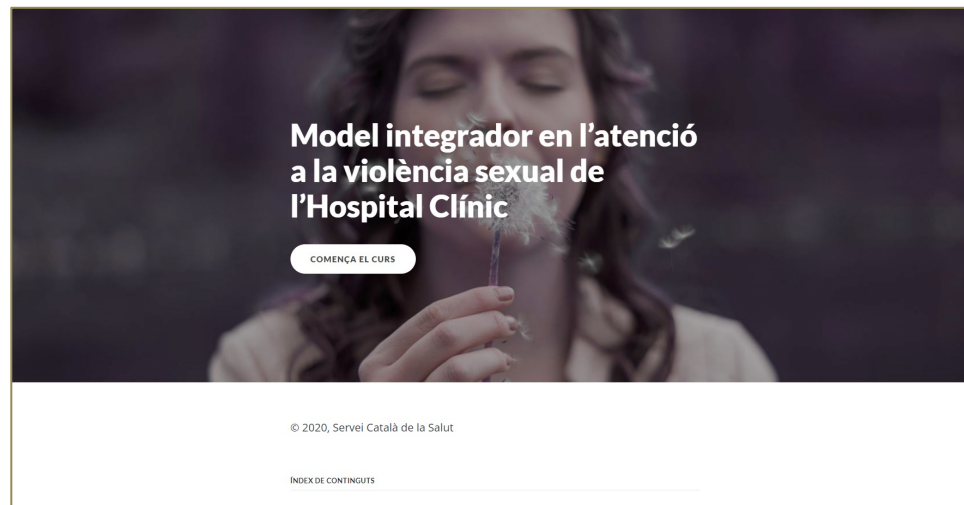 Model integrador en l’atenció
a la violència sexual de
l’Hospital Clínic
COMENÇA EL CURS
© 2020, Servei Català de la Salut
ÍNDEX DE CONTINGUTS